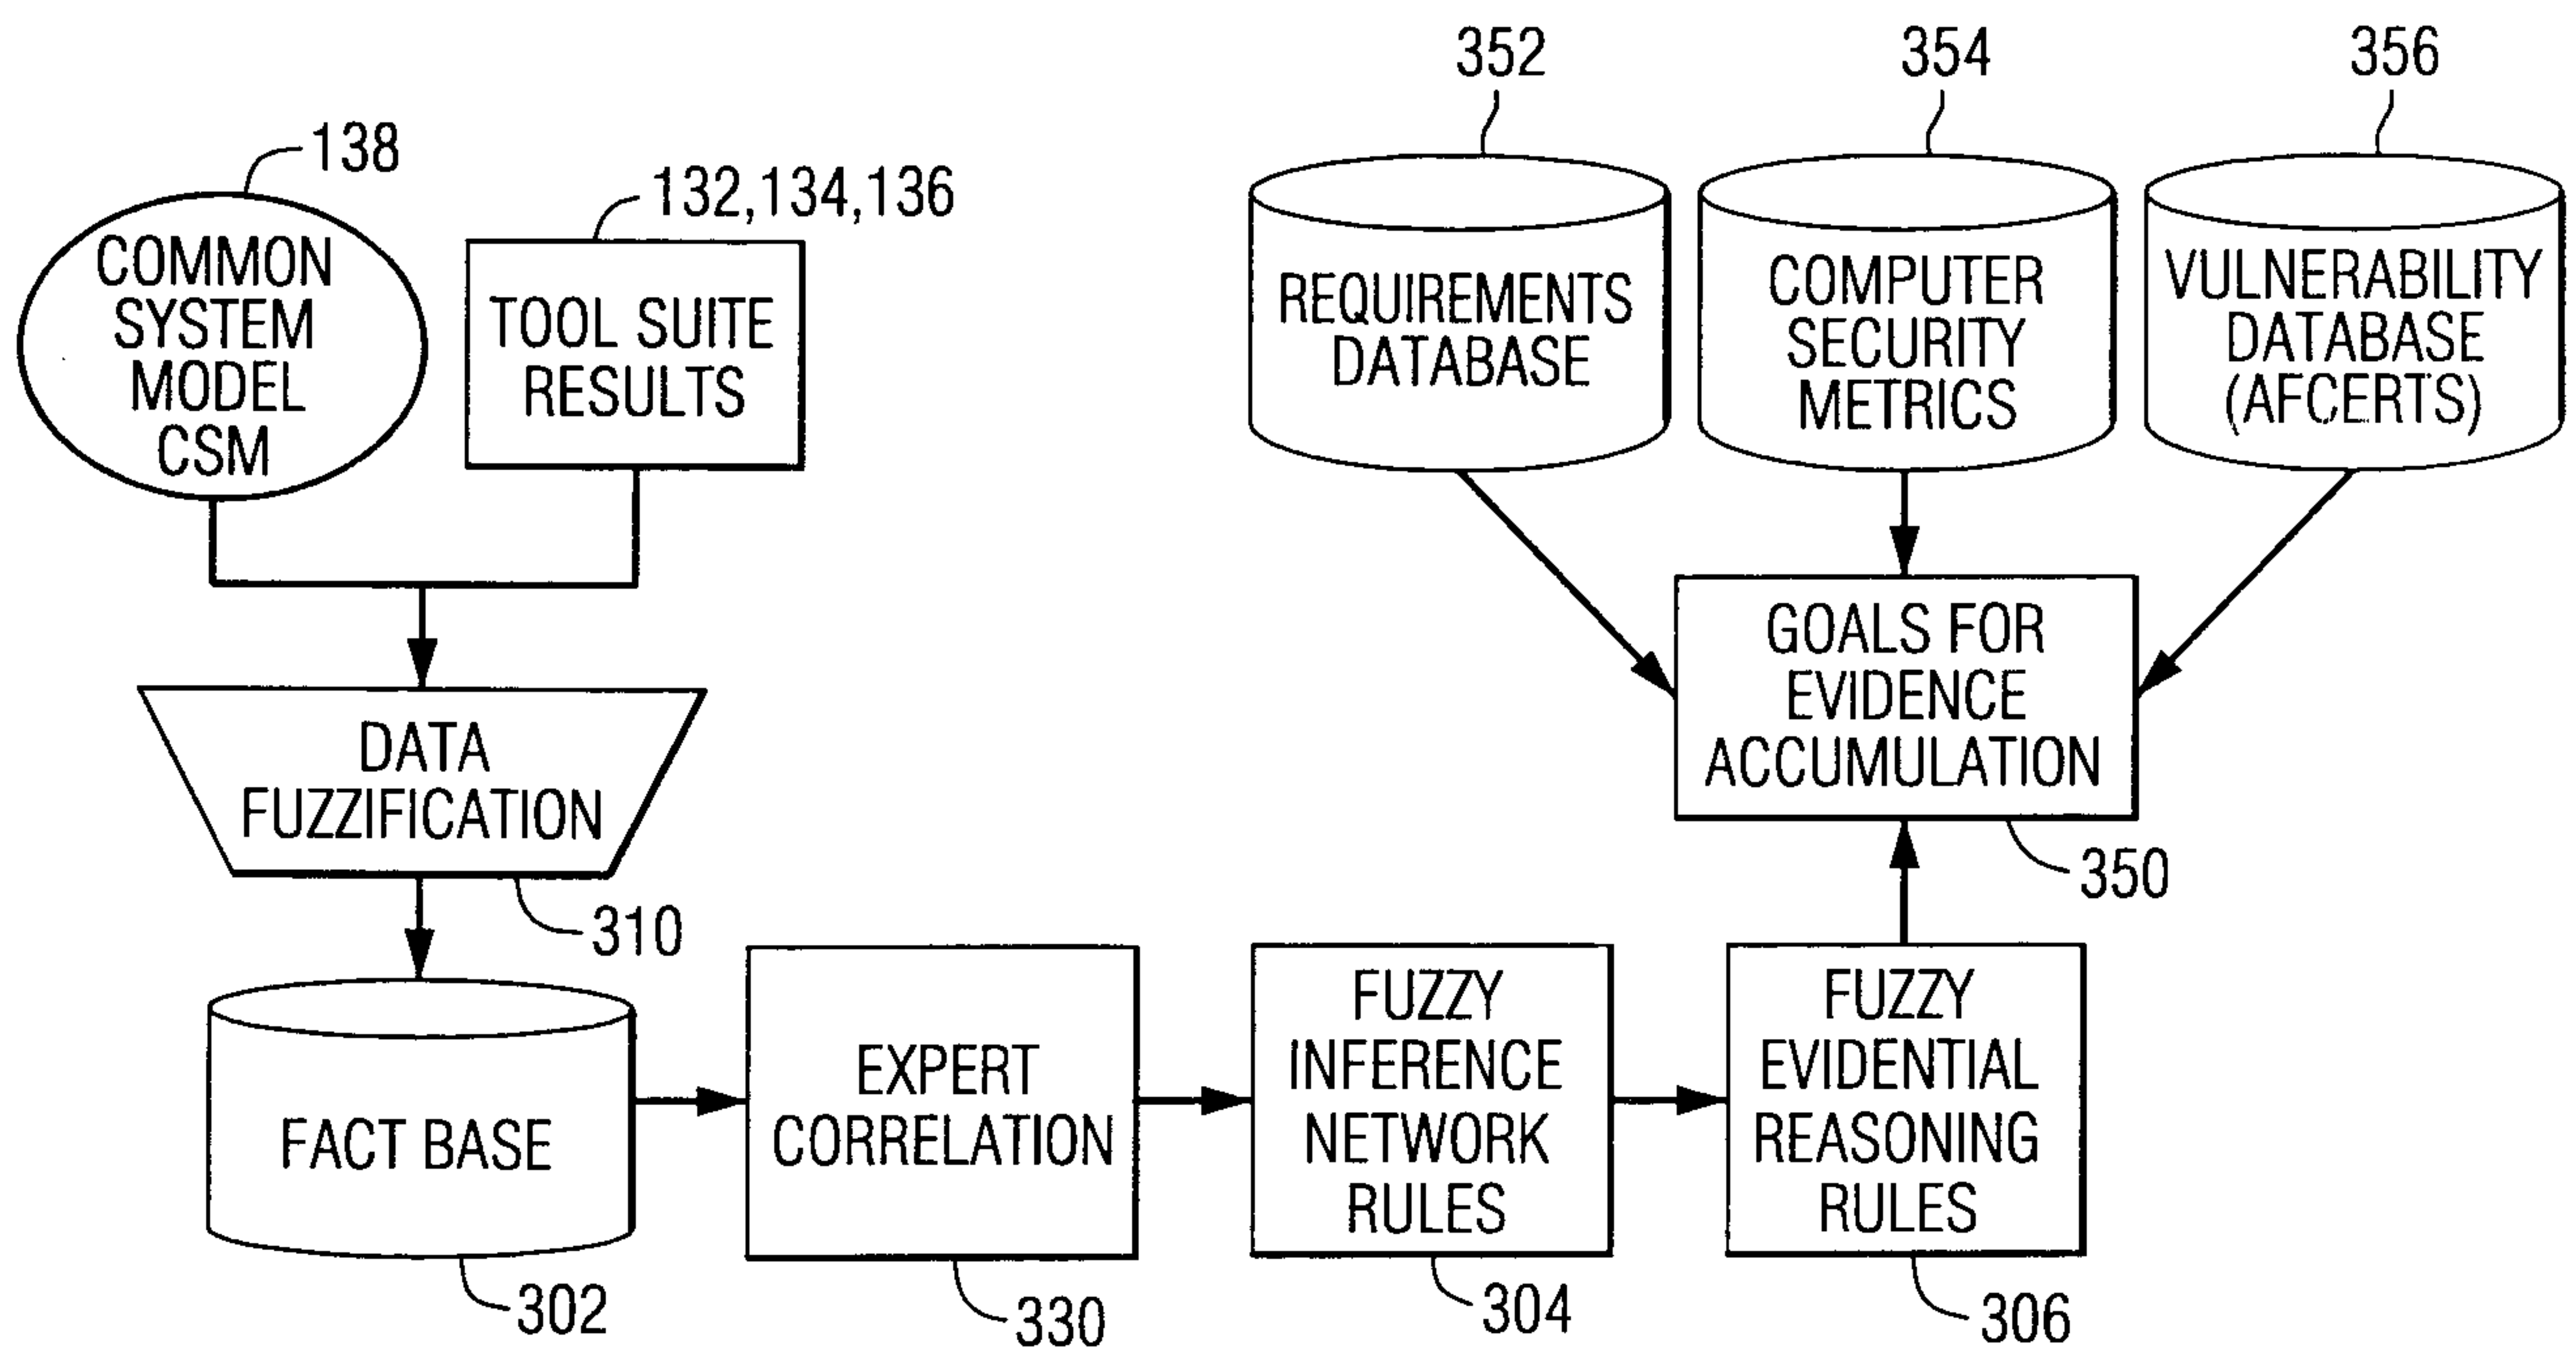 352
354
356
138
132,134,136
COMMON
SYSTEM
MODEL
CSM
TOOL SUITE
RESULTS
REQUIREMENTS
DATABASE
COMPUTER
SECURITY
METRICS
VULNERABILITY
DATABASE
(AFCERTS)
DATA
FUZZIFICATION
310
GOALS FOR
EVIDENCE
ACCUMULATION
350
FACT BASE
302
EXPERT
CORRELATION
330
FUZZY
INFERENCE
NETWORK
RULES
304
FUZZY
EVIDENTIAL
REASONING
RULES
306